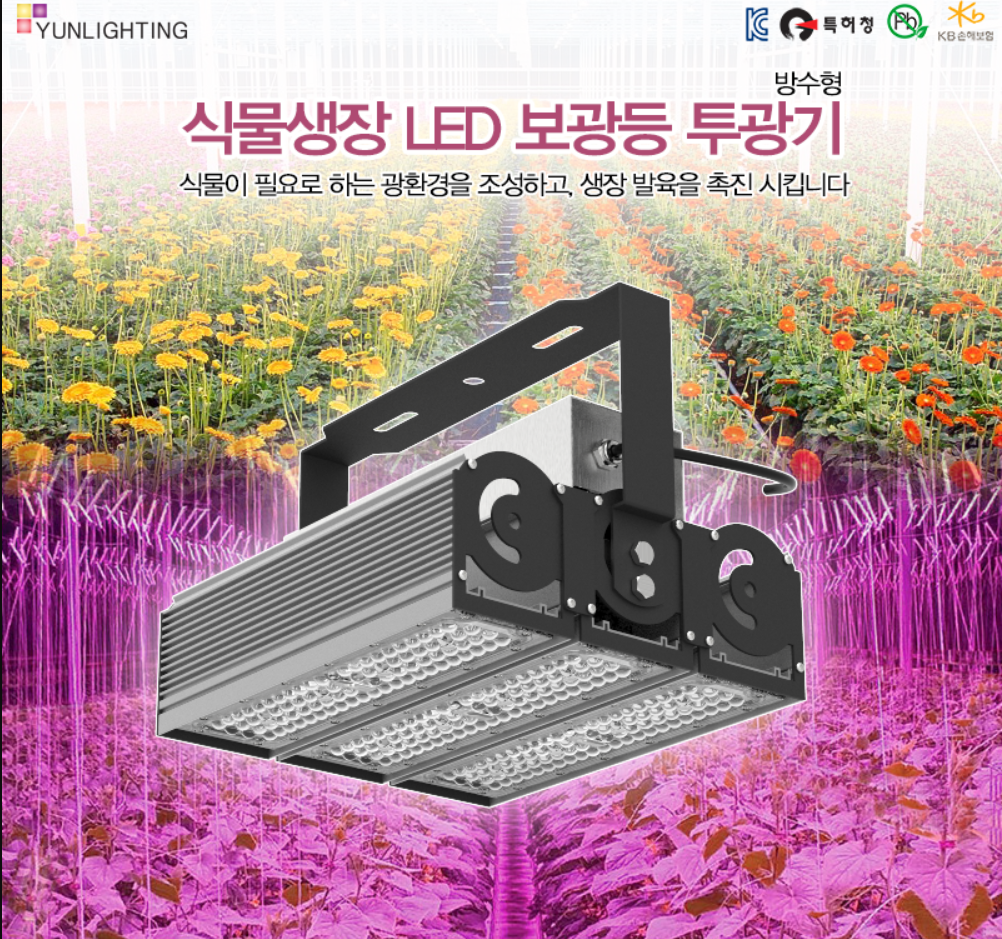 YUNLIGHTING
특허청
Pb
Kb
KB손해보험
방수형
식물생장 LED 보광등 투광기
식물이 필요로 하는 광환경을 조성하고, 생장 발육을 촉진 시킵니다